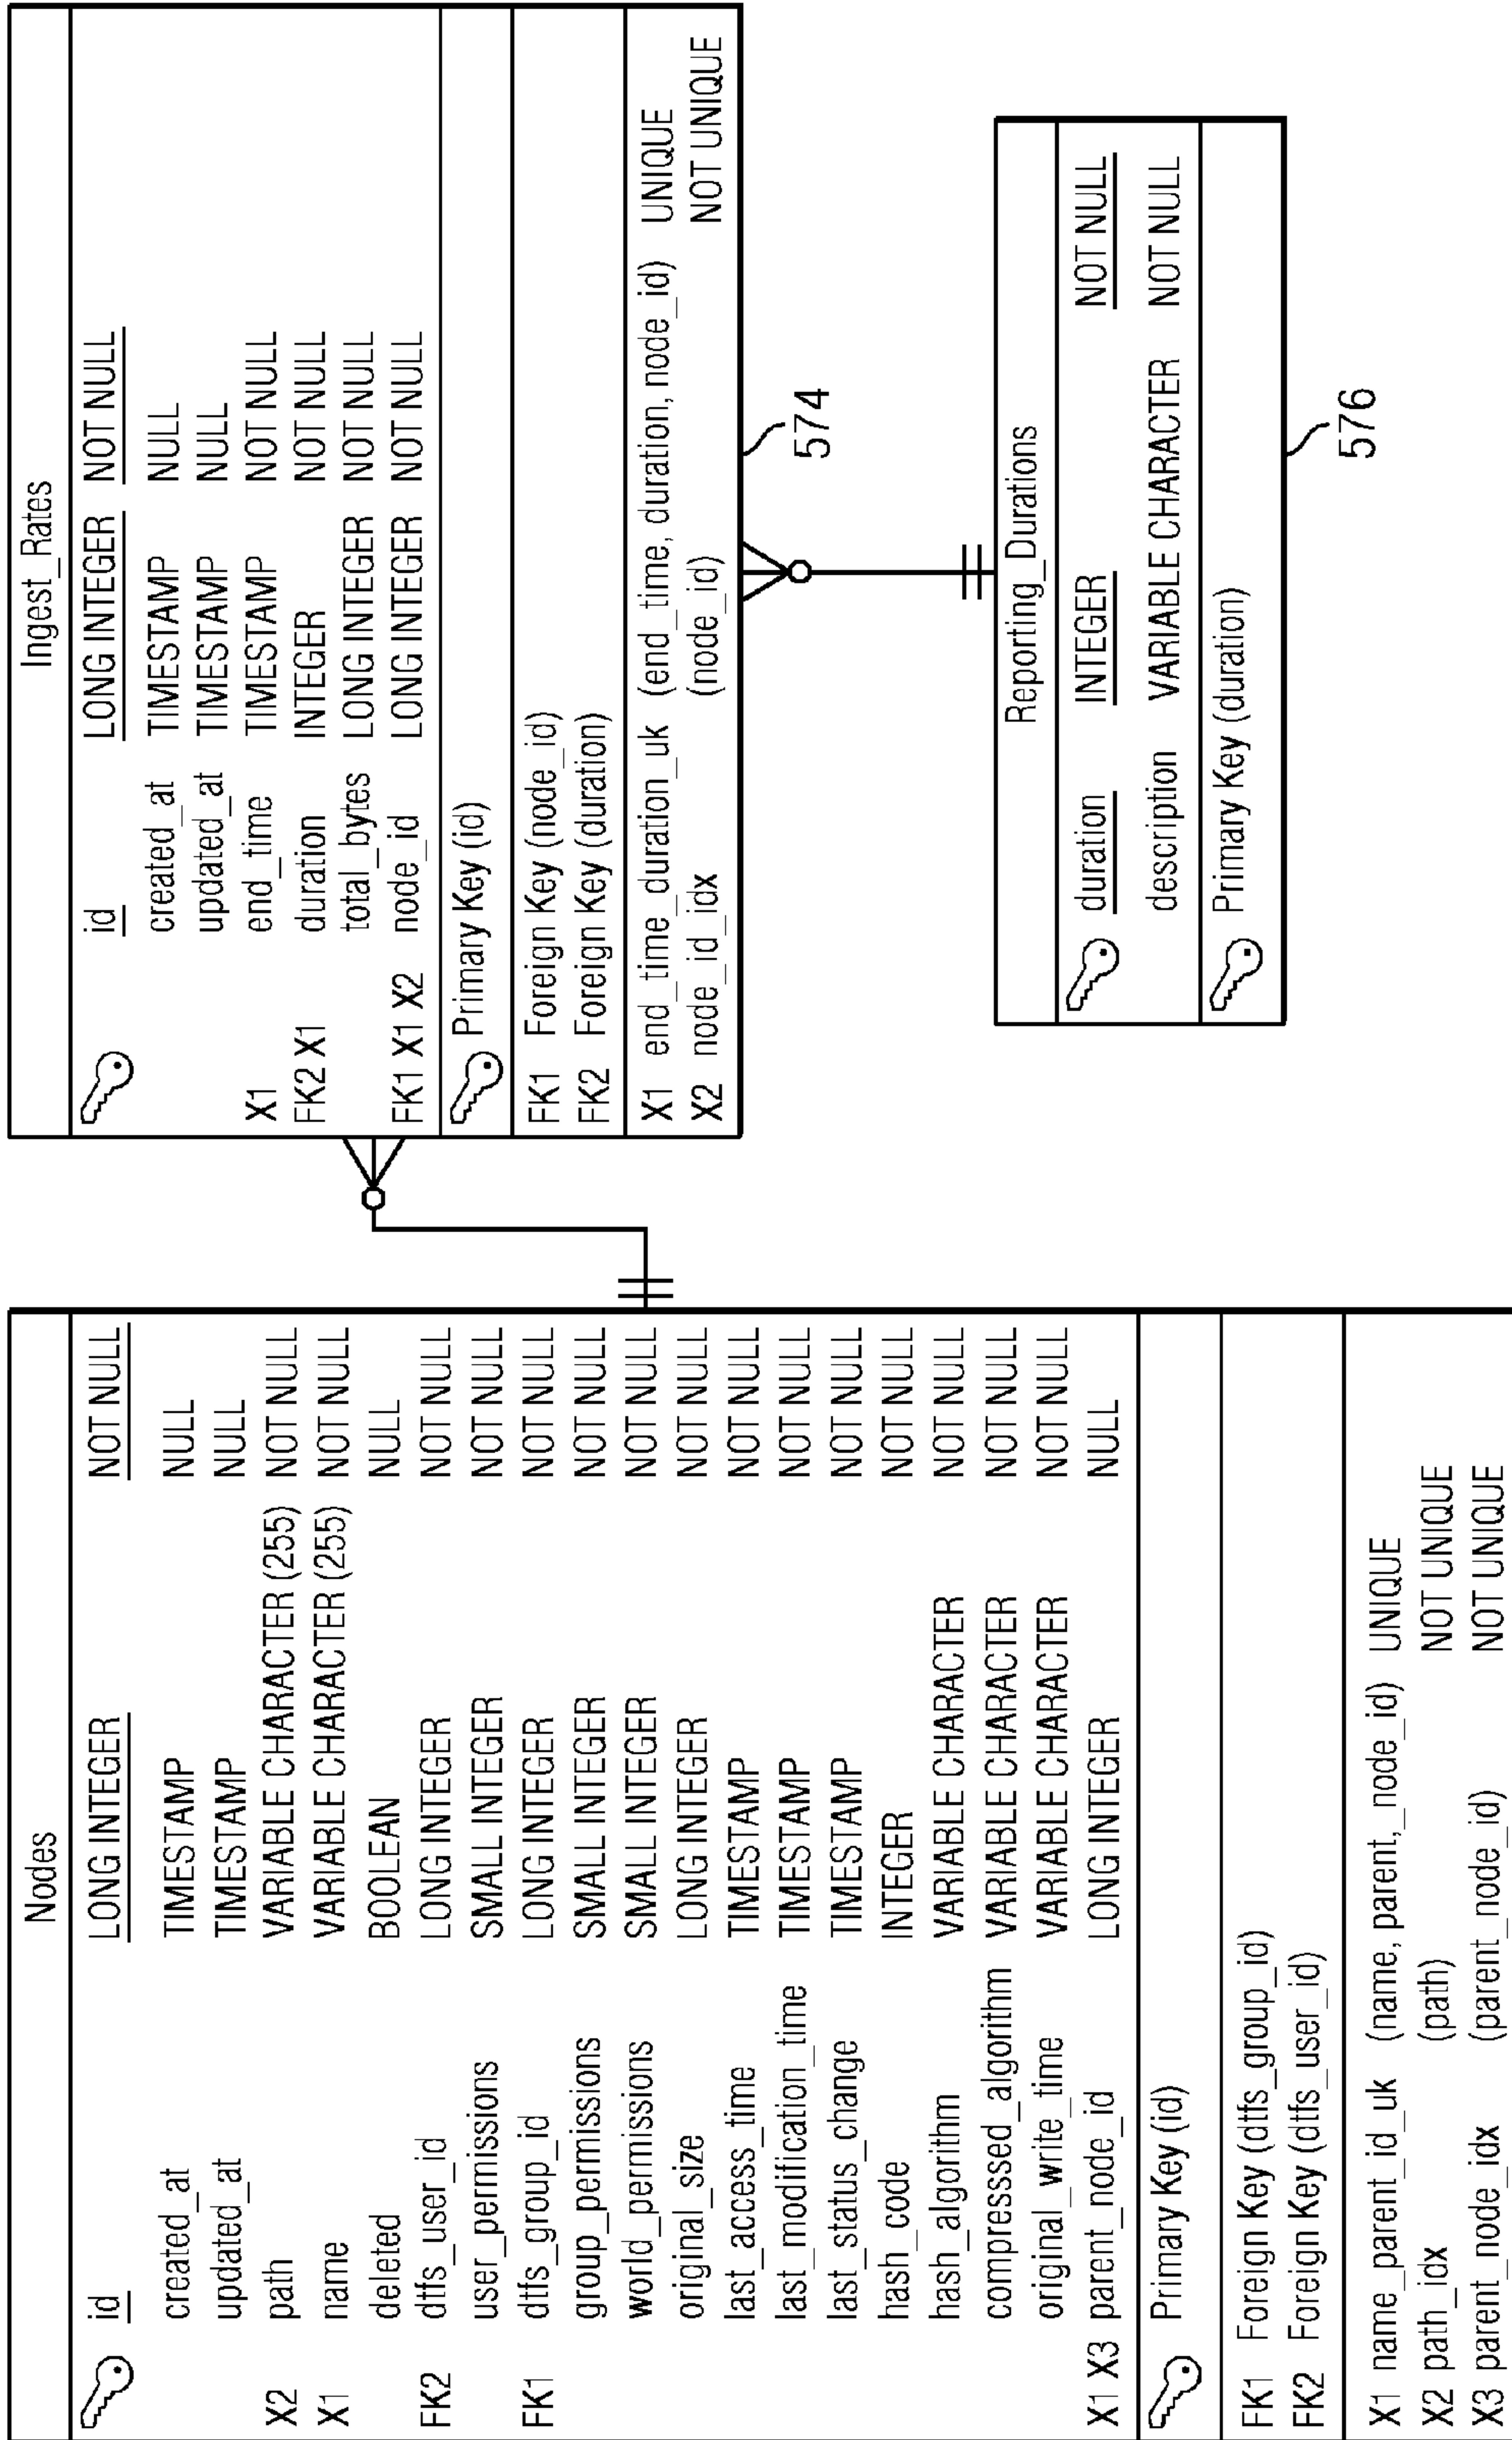 Nodes
id LONG INTEGER NOT NULL
created_at TIMESTAMP NULL
updated_at TIMESTAMP NULL
X2 path VARIABLE CHARACTER (255) NOT NULL
X1 name VARIABLE CHARACTER (255) NOT NULL
deleted BOOLEAN NULL
FK2 dtfs_user_id LONG INTEGER NOT NULL
user_permissions SMALL INTEGER NOT NULL
FK1 dtfs_group_id LONG INTEGER NOT NULL
group_permissions SMALL INTEGER NOT NULL
world_permissions SMALL INTEGER NOT NULL
original_size LONG INTEGER NOT NULL
last_access_time TIMESTAMP NOT NULL
last_modification_time TIMESTAMP NOT NULL
last_status_change TIMESTAMP NOT NULL
hash_code INTEGER NOT NULL
hash_algorithm VARIABLE CHARACTER NOT NULL
compresssed_algorithm VARIABLE CHARACTER NOT NULL
original_write_time VARIABLE CHARACTER NOT NULL
X1 X3 parent_node_id LONG INTEGER NULL
Primary Key (id)
FK1 Foreign Key (dtfs_group_id)
FK2 Foreign Key (dtfs_user_id)
X1 name_parent_id_uk (name, parent,_node_id) UNIQUE
X2 path_idx (path) NOT UNIQUE
X3 parent_node_idx (parent_node_id) NOT UNIQUE
Ingest_Rates
id LONG INTEGER NOT NULL
created_at TIMESTAMP NULL
updated_at TIMESTAMP NULL
X1 end_time TIMESTAMP NOT NULL
FK2 X1 duration INTEGER NOT NULL
total_bytes LONG INTEGER NOT NULL
FK1 X1 X2 node_id LONG INTEGER NOT NULL
Primary Key (id)
FK1 Foreign Key (node_id)
FK2 Foreign Key (duration)
X1 end_time_duration_uk (end_time, duration, node_id) UNIQUE
X2 node_id_idx (node_id) NOT UNIQUE
574
Reporting_Durations
duration INTEGER NOT NULL
description VARIABLE CHARACTER NOT NULL
Primary Key (duration)
576